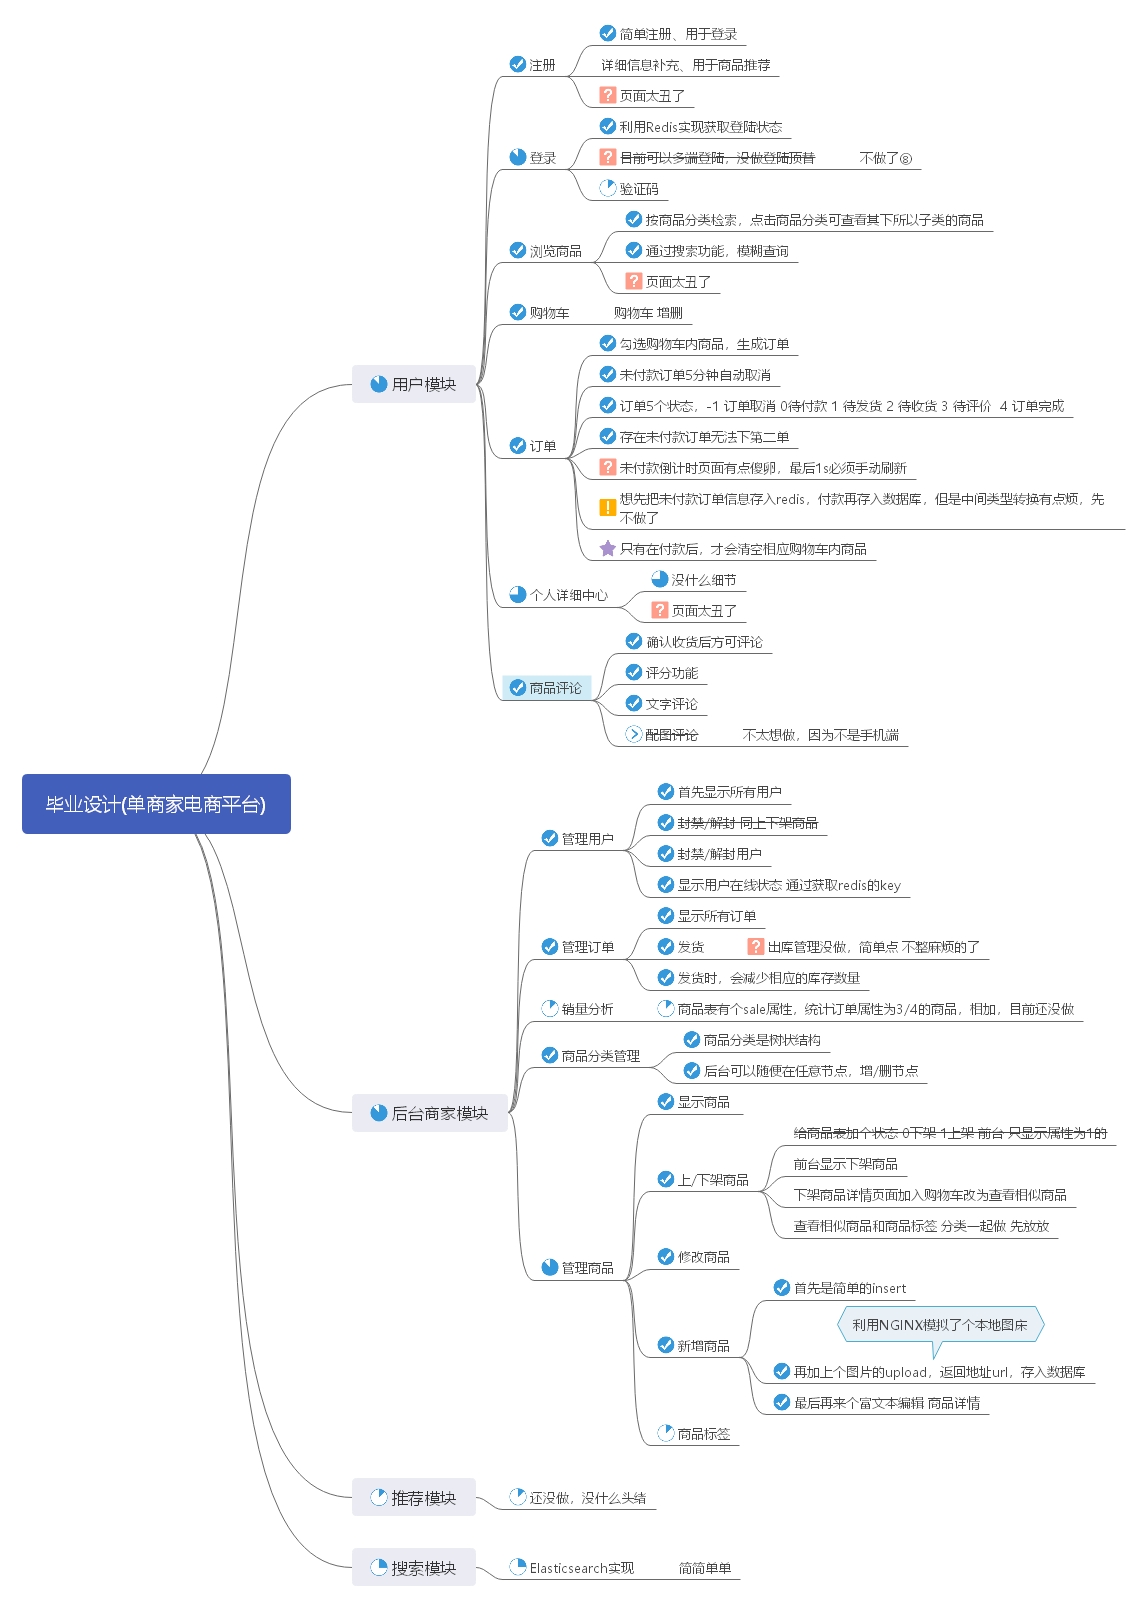 毕业设计(单商家电商平台)
用户模块
注册
简单注册、用于登录
详细信息补充、用于商品推荐
页面太丑了
登录
利用Redis实现获取登陆状态
目前可以多端登陆，没做登陆顶替
不做了⑧
验证码
浏览商品
按商品分类检索，点击商品分类可查看其下所以子类的商品
通过搜索功能，模糊查询
页面太丑了
购物车
购物车 增删
订单
勾选购物车内商品，生成订单
未付款订单5分钟自动取消
订单5个状态，-1 订单取消 0待付款 1 待发货 2 待收货 3 待评价 4 订单完成
存在未付款订单无法下第二单
未付款倒计时页面有点傻卵，最后1s必须手动刷新
想先把未付款订单信息存入redis，付款再存入数据库，但是中间类型转换有点烦，先
不做了
只有在付款后，才会清空相应购物车内商品
个人详细中心
没什么细节
页面太丑了
商品评论
确认收货后方可评论
评分功能
文字评论
配图评论
不太想做，因为不是手机端
后台商家模块
管理用户
首先显示所有用户
封禁/解封 同上下架商品
封禁/解封用户
显示用户在线状态 通过获取redis的key
管理订单
显示所有订单
发货
出库管理没做，简单点 不整麻烦的了
发货时，会减少相应的库存数量
销量分析
商品表有个sale属性，统计订单属性为3/4的商品，相加，目前还没做
商品分类管理
商品分类是树状结构
后台可以随便在任意节点，增/删节点
管理商品
显示商品
上/下架商品
给商品表加个状态 0下架 1上架 前台 只显示属性为1的
前台显示下架商品
下架商品详情页面加入购物车改为查看相似商品
查看相似商品和商品标签 分类一起做 先放放
修改商品
新增商品
首先是简单的insert
利用NGINX模拟了个本地图床
再加上个图片的upload，返回地址url，存入数据库
最后再来个富文本编辑 商品详情
商品标签
推荐模块
还没做，没什么头绪
搜索模块
Elasticsearch实现
简简单单